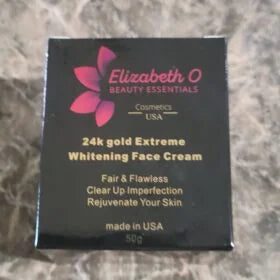 Elizabeth O
BEAUTY ESSENTIALS
Cosmetics
USA
24k gold Extreme
Whitening Face Cream
Fair & Flawless
Clear Up Imperfection
Rejuvenate Your Skin
made in USA
50g